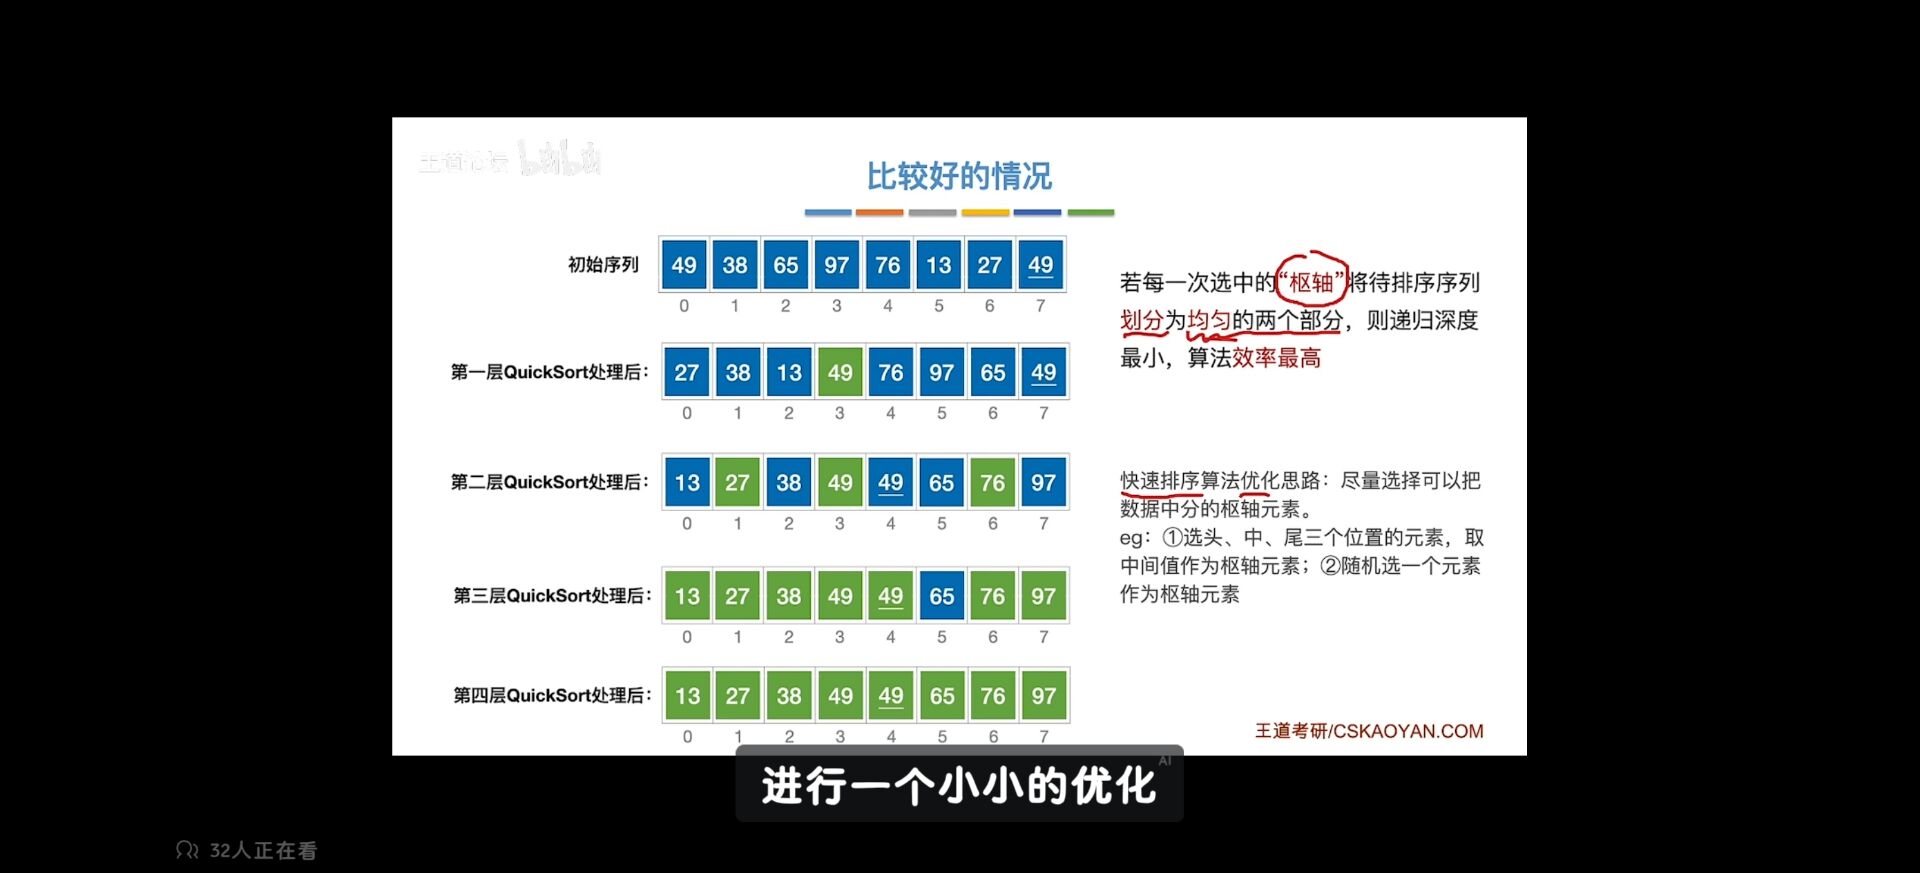 王道论坛 bilibili
比较好的情况
初始序列 49 38 65 97 76 13 27 49
0 1 2 3 4 5 6 7
第一层QuickSort处理后： 27 38 13 49 76 97 65 49
0 1 2 3 4 5 6 7
第二层QuickSort处理后： 13 27 38 49 49 65 76 97
0 1 2 3 4 5 6 7
第三层QuickSort处理后： 13 27 38 49 49 65 76 97
0 1 2 3 4 5 6 7
第四层QuickSort处理后： 13 27 38 49 49 65 76 97
0 1 2 3 4 5 6 7
若每一次选中的“枢轴”将待排序序列
划分为均匀的两个部分，则递归深度
最小，算法效率最高
快速排序算法优化思路：尽量选择可以把
数据中分的枢轴元素。
eg：①选头、中、尾三个位置的元素，取
中间值作为枢轴元素；②随机选一个元素
作为枢轴元素
王道考研/CSKAOYAN.COM
进行一个小小的优化
AI
32人正在看